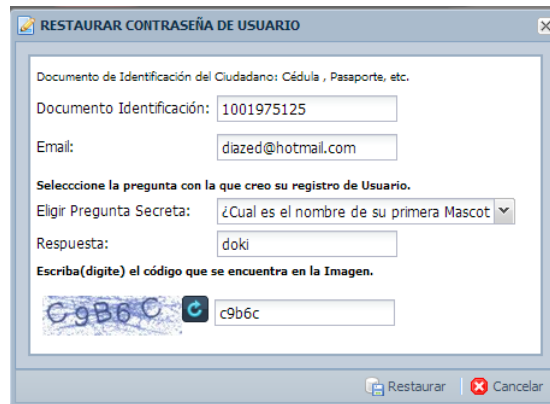 RESTAURAR CONTRASEÑA DE USUARIO
Documento de Identificación del Ciudadano: Cédula , Pasaporte, etc.
Documento Identificación: 1001975125
Email: diazed@hotmail.com
Selecccione la pregunta con la que creo su registro de Usuario.
Eligir Pregunta Secreta: ¿Cual es el nombre de su primera Mascot
Respuesta: doki
Escriba(digite) el código que se encuentra en la Imagen.
C9B6C c9b6c
Restaurar Cancelar